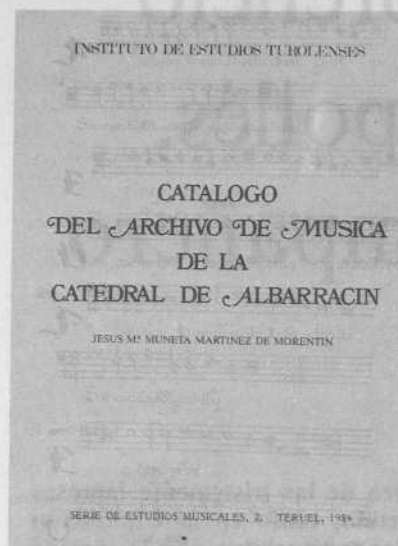 INSTITUTO DE ESTUDIOS TUROLENSES
CATALOGO
DEL ARCHIVO DE MUSICA
DE LA
CATEDRAL DE ALBARRACIN
JESUS Mª MUNETA MARTINEZ DE MORENTIN
SERIE DE ESTUDIOS MUSICALES, 2. TERUEL, 1984